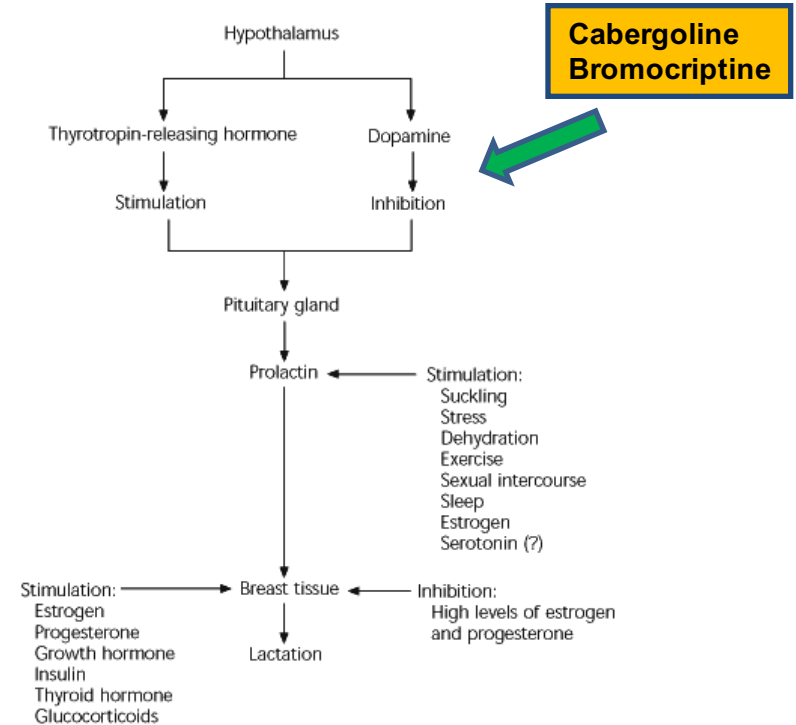 Hypothalamus
Cabergoline
Bromocriptine
Thyrotropin-releasing hormone
Dopamine
Stimulation
Inhibition
Pituitary gland
Prolactin
Stimulation:
Suckling
Stress
Dehydration
Exercise
Sexual intercourse
Sleep
Estrogen
Serotonin (?)
Stimulation:
Estrogen
Progesterone
Growth hormone
Insulin
Thyroid hormone
Glucocorticoids
Breast tissue
Inhibition:
High levels of estrogen
and progesterone
Lactation